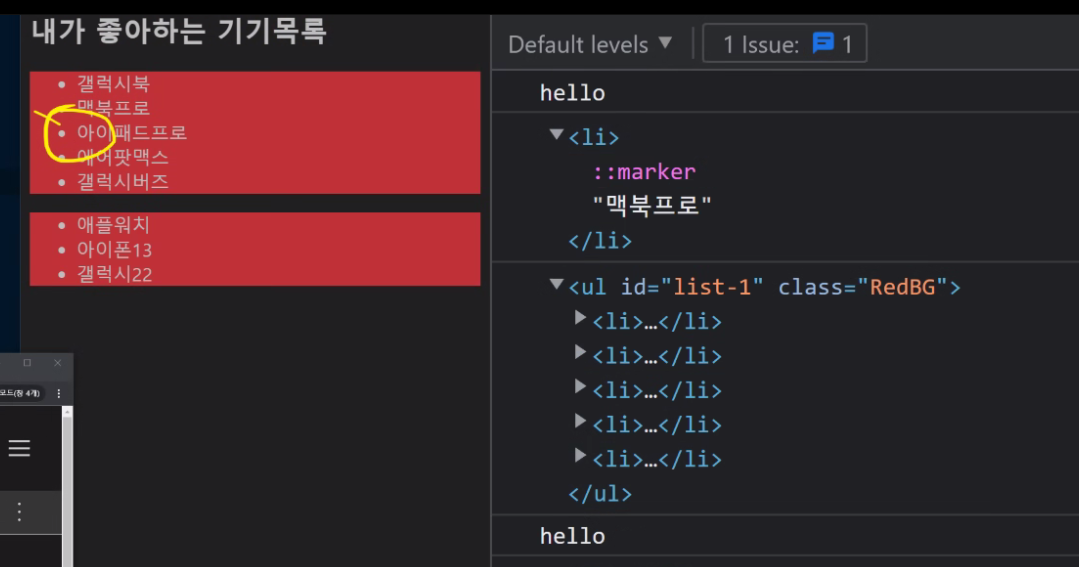 내가 좋아하는 기기목록
갤럭시북
맥북프로
아이패드프로
에어팟맥스
갤럭시버즈
애플워치
아이폰13
갤럭시22
모드(창 4개)
Default levels ▼
1 Issue: 1
hello
▼<li>
::marker
"맥북프로"
</li>
▼<ul id="list-1" class="RedBG">
▶<li>…</li>
▶<li>…</li>
▶<li>…</li>
▶<li>…</li>
▶<li>…</li>
</ul>
hello